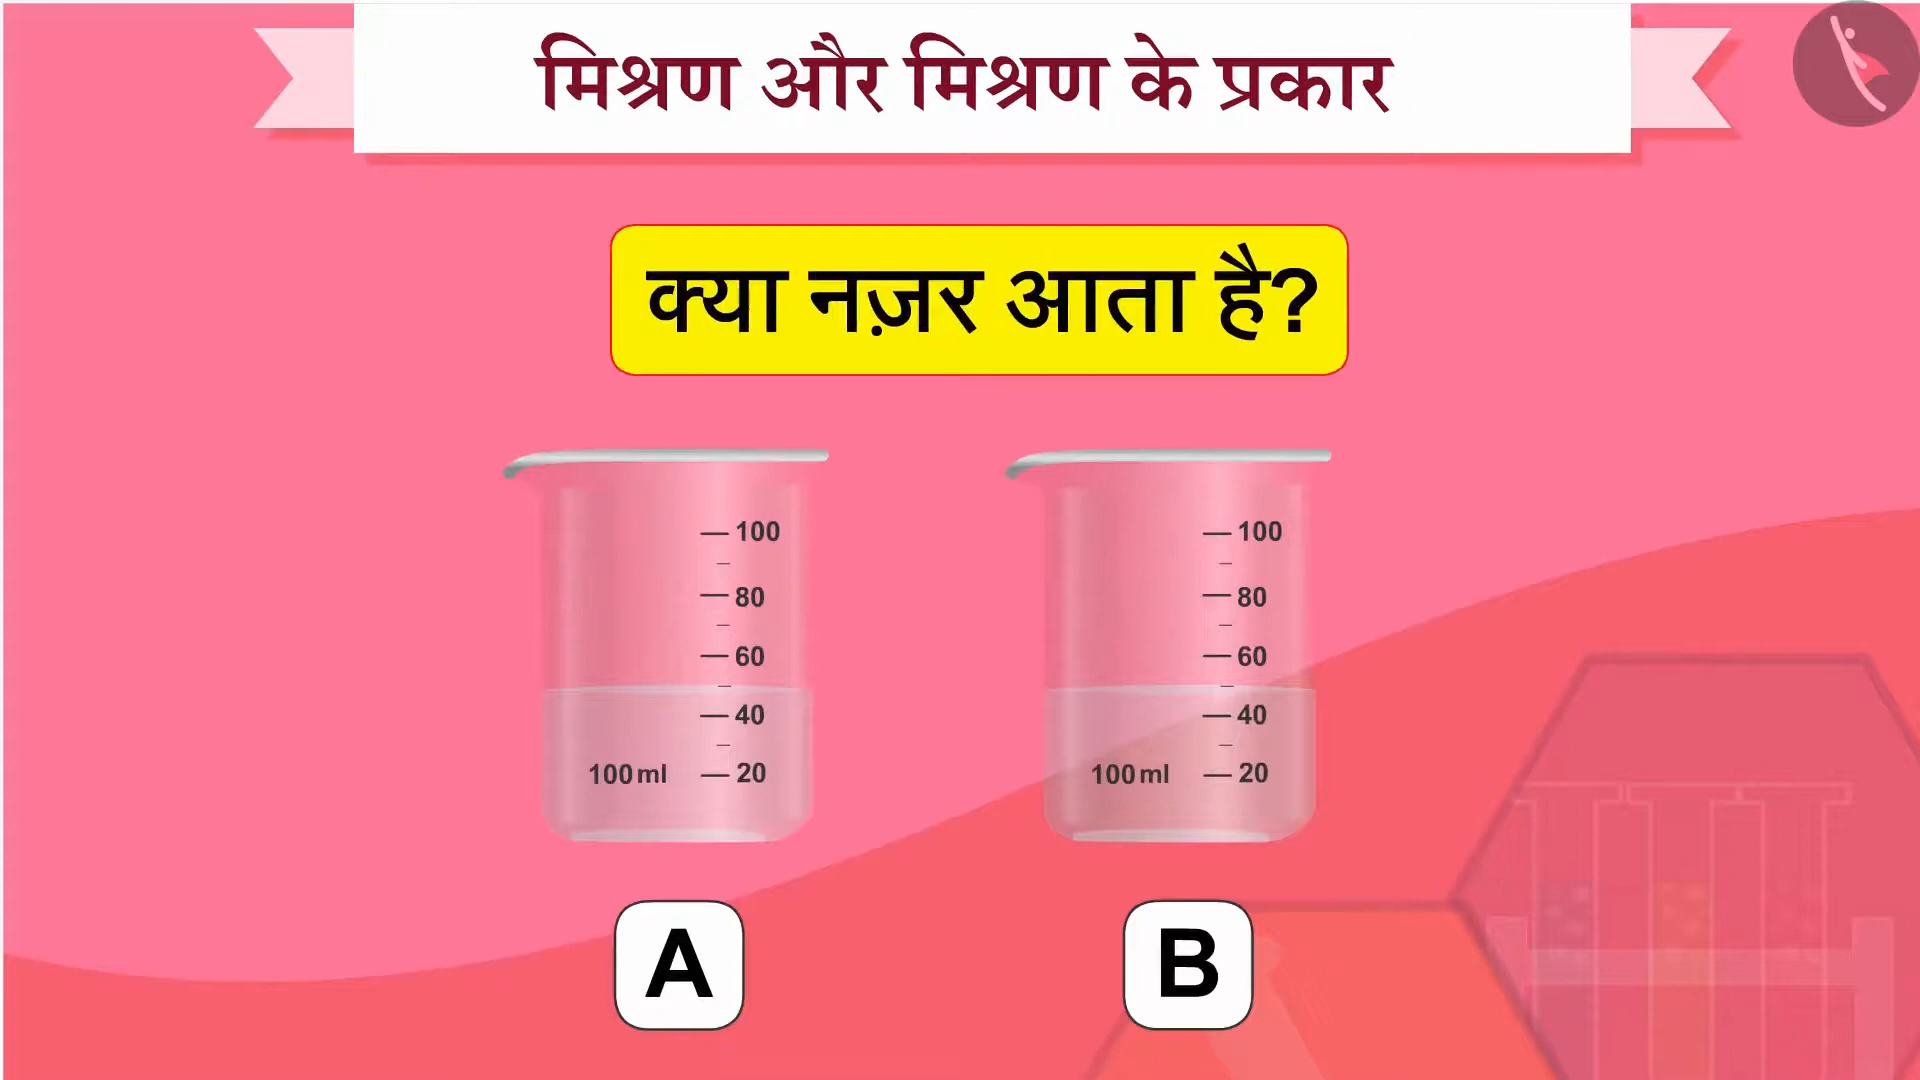 मिश्रण और मिश्रण के प्रकार
क्या नज़र आता है?
100
80
60
40
100 ml 20
100
80
60
40
100 ml 20
A
B